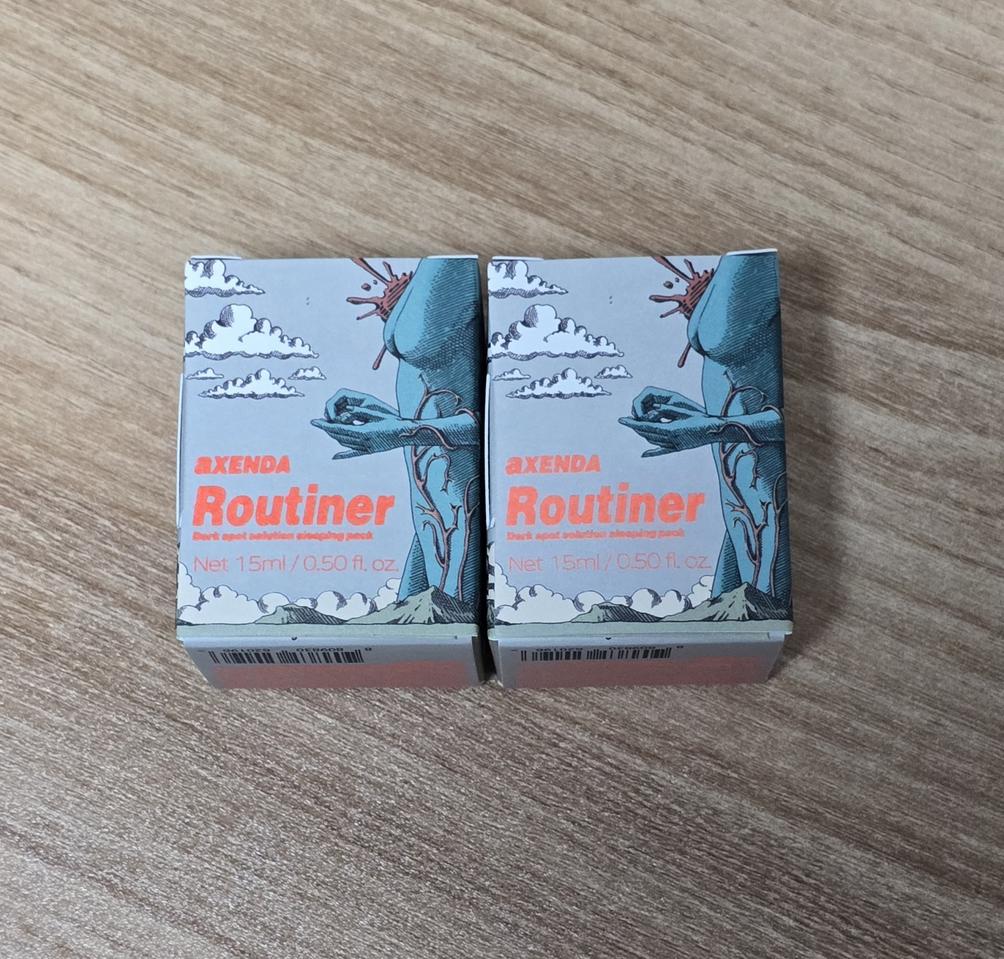 aXENDA
Routiner
Dark spot solution sleeping pack
Net 15ml / 0.50 fl. oz.
aXENDA
Routiner
Dark spot solution sleeping pack
Net 15ml / 0.50 fl. oz.